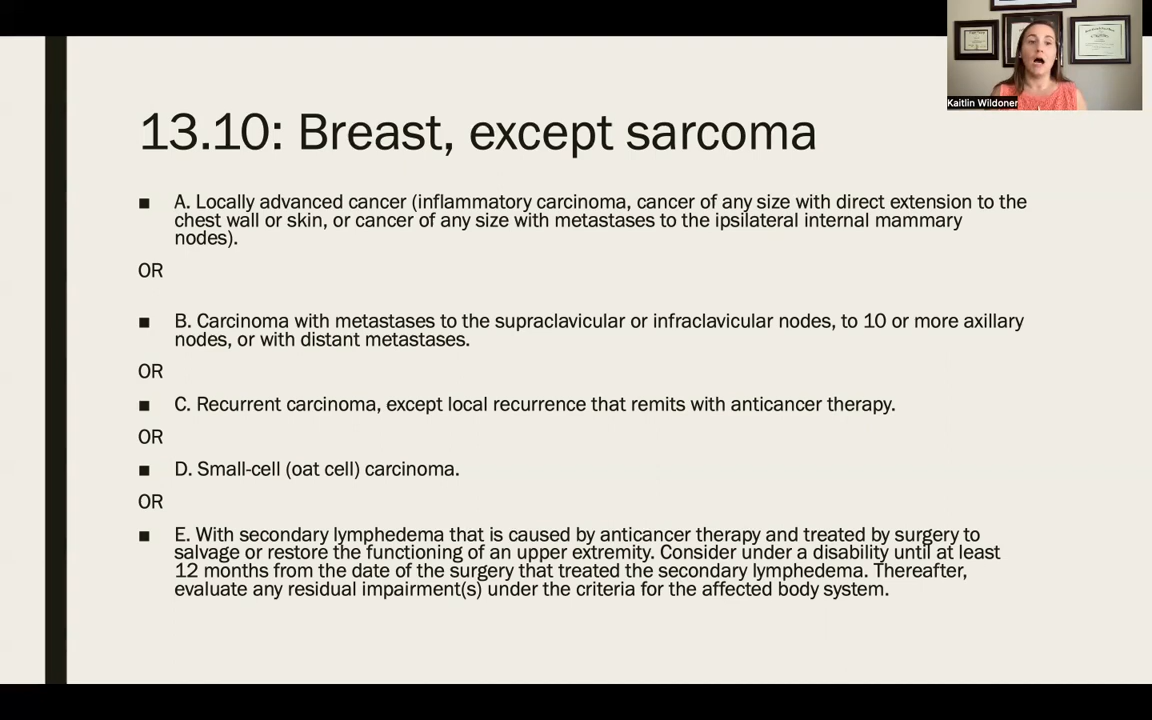 Kaitlin Wildoner
13.10: Breast, except sarcoma
■ A. Locally advanced cancer (inflammatory carcinoma, cancer of any size with direct extension to the
chest wall or skin, or cancer of any size with metastases to the ipsilateral internal mammary
nodes).
OR
■ B. Carcinoma with metastases to the supraclavicular or infraclavicular nodes, to 10 or more axillary
nodes, or with distant metastases.
OR
■ C. Recurrent carcinoma, except local recurrence that remits with anticancer therapy.
OR
■ D. Small-cell (oat cell) carcinoma.
OR
■ E. With secondary lymphedema that is caused by anticancer therapy and treated by surgery to
salvage or restore the functioning of an upper extremity. Consider under a disability until at least
12 months from the date of the surgery that treated the secondary lymphedema. Thereafter,
evaluate any residual impairment(s) under the criteria for the affected body system.